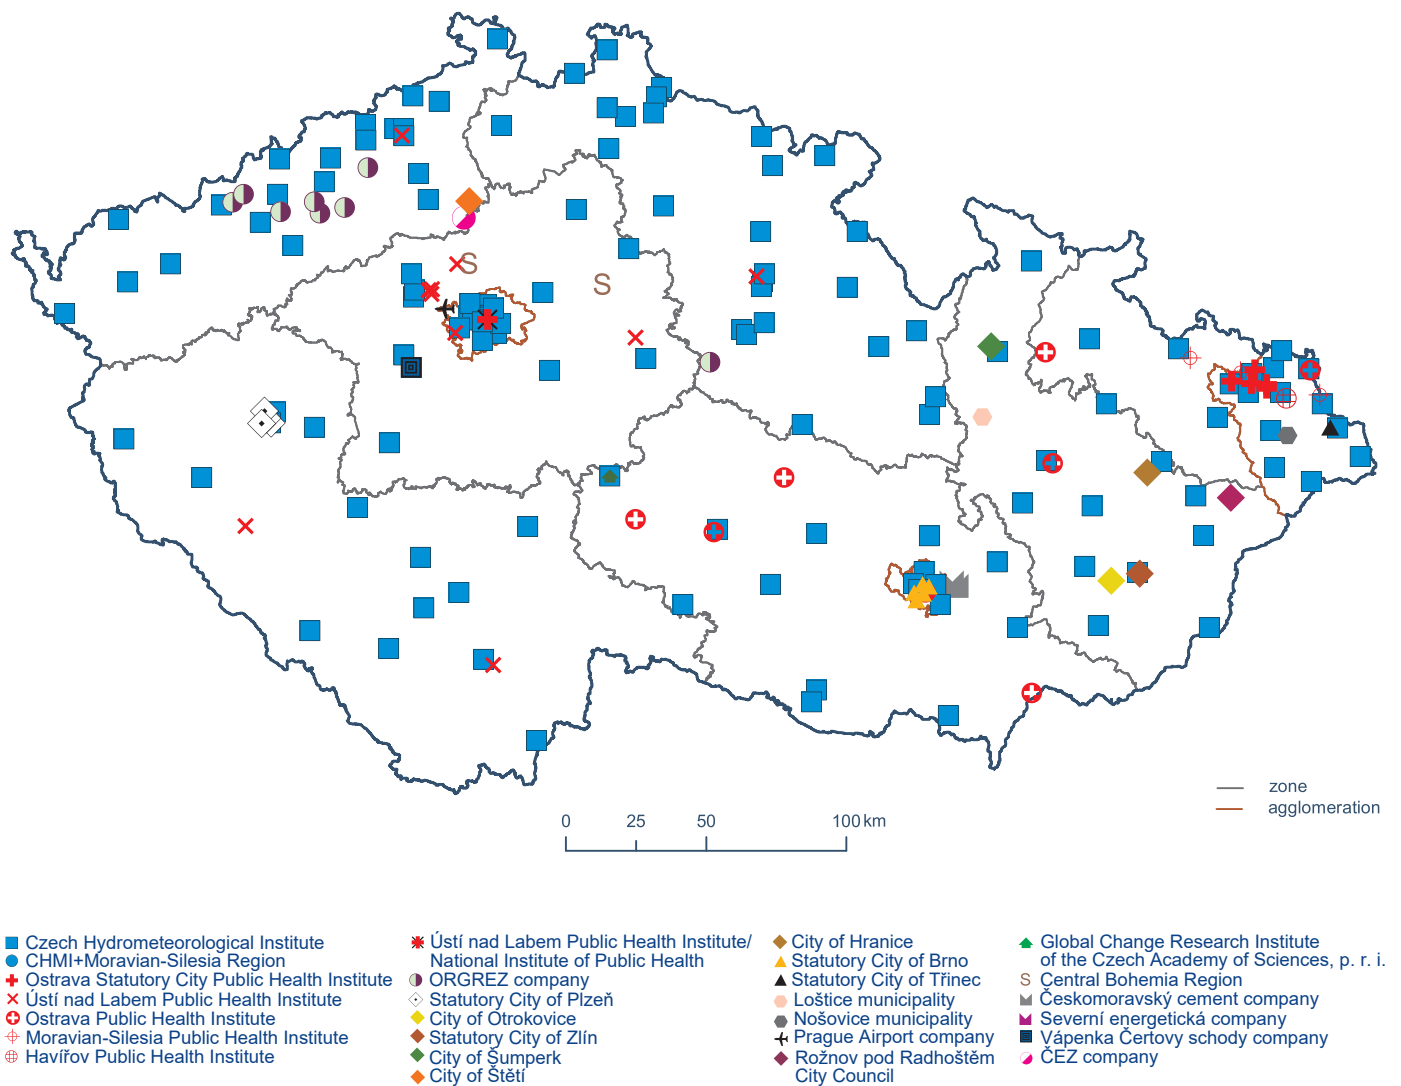 S
S
zone
agglomeration
0 25 50 100 km
Czech Hydrometeorological Institute
CHMI+Moravian-Silesia Region
Ostrava Statutory City Public Health Institute
Ústí nad Labem Public Health Institute
Ostrava Public Health Institute
Moravian-Silesia Public Health Institute
Havířov Public Health Institute
Ústí nad Labem Public Health Institute/
National Institute of Public Health
ORGREZ company
Statutory City of Plzeň
City of Otrokovice
Statutory City of Zlín
City of Šumperk
City of Štětí
City of Hranice
Statutory City of Brno
Statutory City of Třinec
Loštice municipality
Nošovice municipality
Prague Airport company
Rožnov pod Radhoštěm
City Council
Global Change Research Institute
of the Czech Academy of Sciences, p. r. i.
S Central Bohemia Region
Českomoravský cement company
Severní energetická company
Vápenka Čertovy schody company
ČEZ company